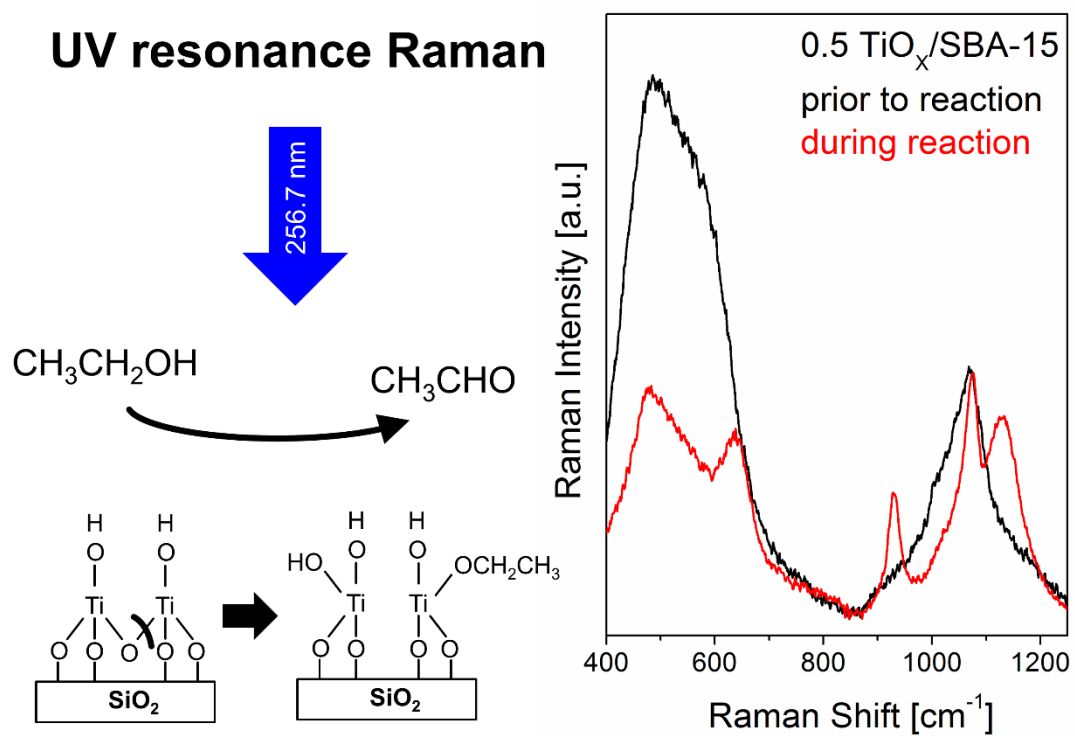 UV resonance Raman
256.7 nm
CH₃CH₂OH
CH₃CHO
H H
O O
Ti Ti
O O O O O
SiO₂
H H
HO O O OCH₂CH₃
Ti Ti
O O O O
SiO₂
0.5 TiOₓ/SBA-15
prior to reaction
during reaction
Raman Intensity [a.u.]
400 600 800 1000 1200
Raman Shift [cm⁻¹]